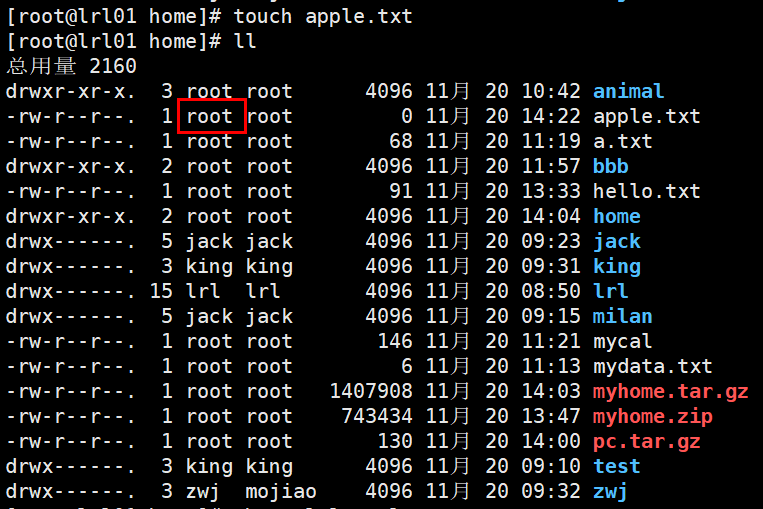 [root@lrl01 home]# touch apple.txt
[root@lrl01 home]# ll
总用量 2160
drwxr-xr-x.  3 root root    4096 11月  20 10:42 animal
-rw-r--r--.  1 root root       0 11月  20 14:22 apple.txt
-rw-r--r--.  1 root root      68 11月  20 11:19 a.txt
drwxr-xr-x.  2 root root    4096 11月  20 11:57 bbb
-rw-r--r--.  1 root root      91 11月  20 13:33 hello.txt
drwxr-xr-x.  2 root root    4096 11月  20 14:04 home
drwx------.  5 jack jack    4096 11月  20 09:23 jack
drwx------.  3 king king    4096 11月  20 09:31 king
drwx------. 15 lrl  lrl     4096 11月  20 08:50 lrl
drwx------.  5 jack jack    4096 11月  20 09:15 milan
-rw-r--r--.  1 root root     146 11月  20 11:21 mycal
-rw-r--r--.  1 root root       6 11月  20 11:13 mydata.txt
-rw-r--r--.  1 root root 1407908 11月  20 14:03 myhome.tar.gz
-rw-r--r--.  1 root root  743434 11月  20 13:47 myhome.zip
-rw-r--r--.  1 root root     130 11月  20 14:00 pc.tar.gz
drwx------.  3 king king    4096 11月  20 09:10 test
drwx------.  3 zwj  mojiao  4096 11月  20 09:32 zwj